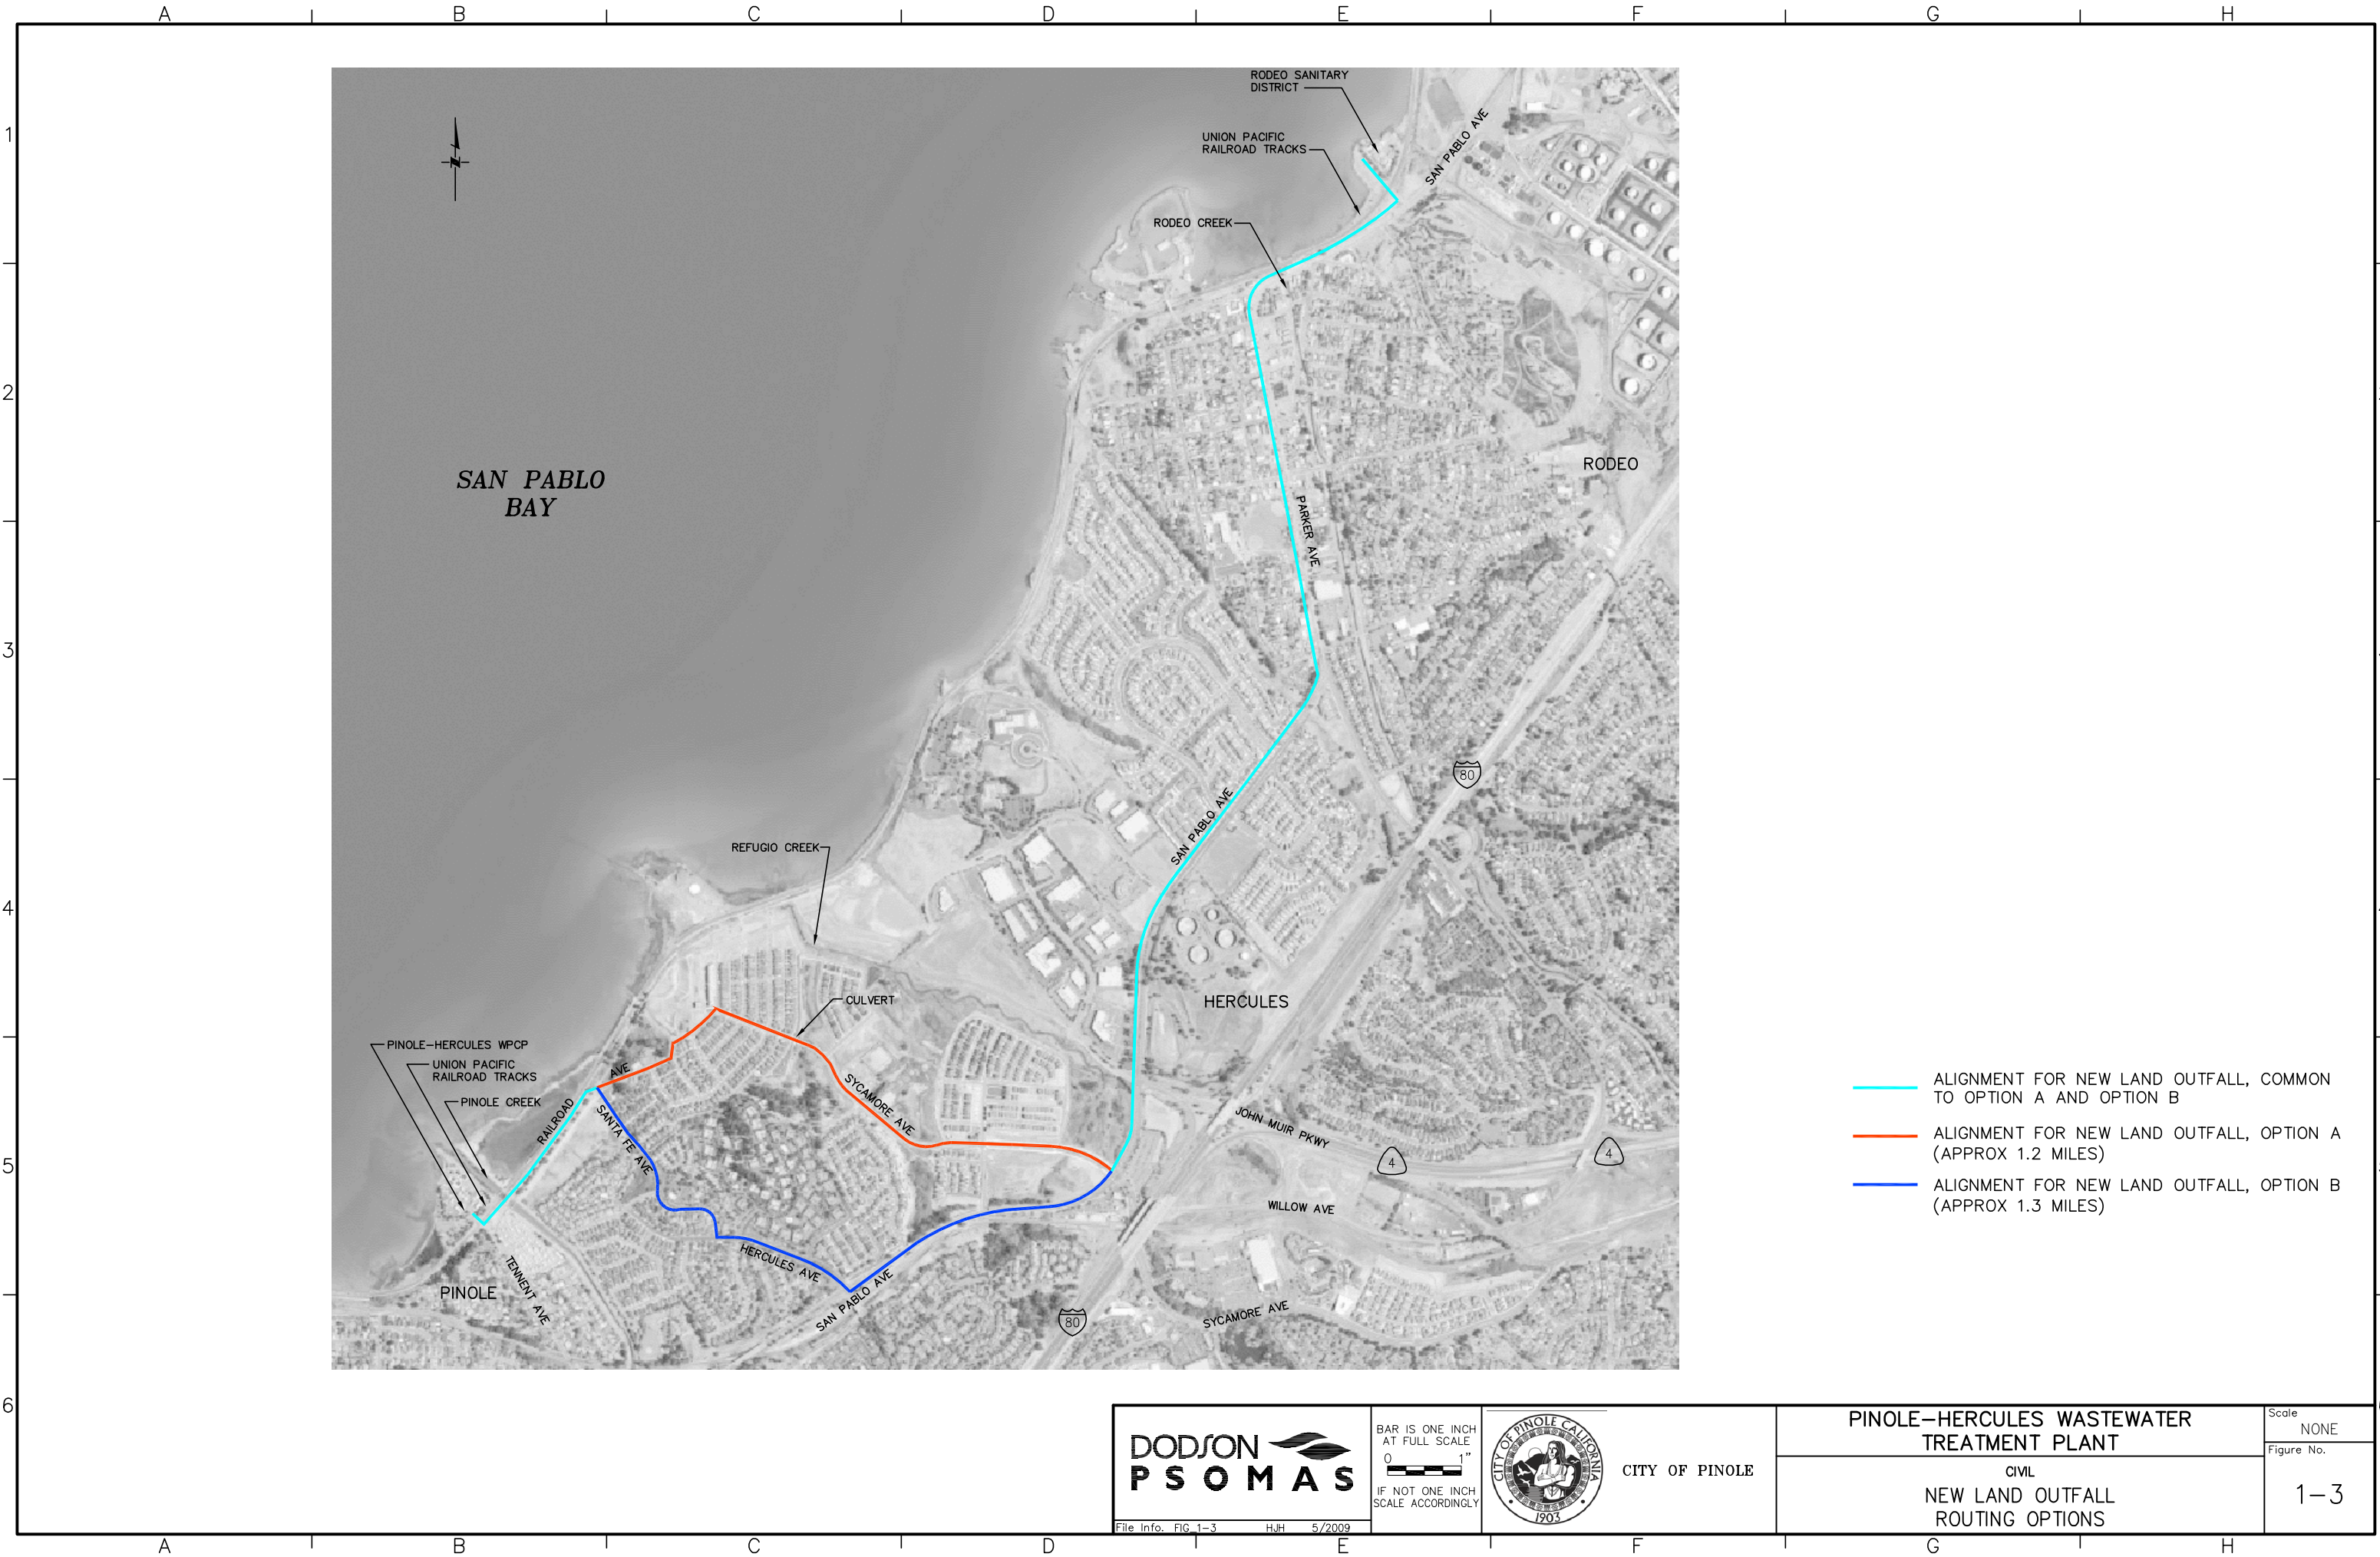 A B C D E F G H
1
2
3
4
5
6
RODEO SANITARY
DISTRICT
UNION PACIFIC
RAILROAD TRACKS
SAN PABLO AVE
RODEO CREEK
N
SAN PABLO
BAY
RODEO
PARKER AVE
80
SAN PABLO AVE
REFUGIO CREEK
HERCULES
CULVERT
PINOLE-HERCULES WPCP
UNION PACIFIC
RAILROAD TRACKS
PINOLE CREEK
RAILROAD AVE
SANTA FE AVE
SYCAMORE AVE
JOHN MUIR PKWY
4
4
WILLOW AVE
HERCULES AVE
TENNENT AVE
PINOLE
SAN PABLO AVE
80
SYCAMORE AVE
ALIGNMENT FOR NEW LAND OUTFALL, COMMON
TO OPTION A AND OPTION B
ALIGNMENT FOR NEW LAND OUTFALL, OPTION A
(APPROX 1.2 MILES)
ALIGNMENT FOR NEW LAND OUTFALL, OPTION B
(APPROX 1.3 MILES)
DODSON
PSOMAS
File Info. FIG_1-3 HJH 5/2009
BAR IS ONE INCH
AT FULL SCALE
0 1"
IF NOT ONE INCH
SCALE ACCORDINGLY
CITY OF PINOLE CALIFORNIA
1903
CITY OF PINOLE
PINOLE-HERCULES WASTEWATER
TREATMENT PLANT
CIVIL
NEW LAND OUTFALL
ROUTING OPTIONS
Scale
NONE
Figure No.
1-3
A B C D E F G H